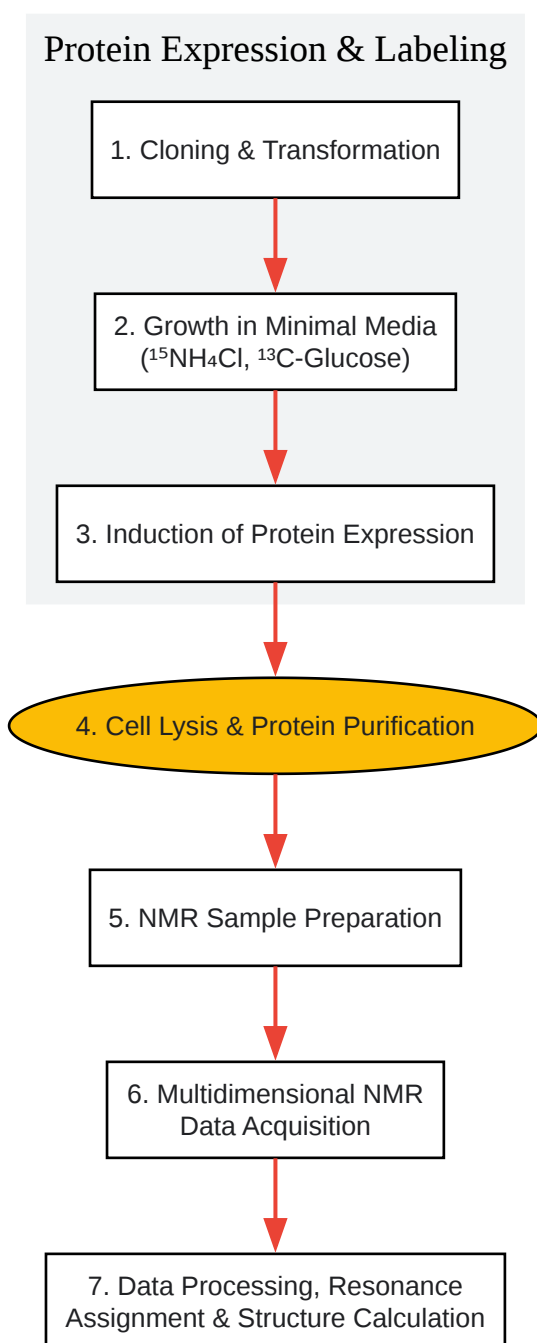 Protein Expression & Labeling
1. Cloning & Transformation
2. Growth in Minimal Media
(¹⁵NH₄Cl, ¹³C-Glucose)
3. Induction of Protein Expression
4. Cell Lysis & Protein Purification
5. NMR Sample Preparation
6. Multidimensional NMR
Data Acquisition
7. Data Processing, Resonance
Assignment & Structure Calculation